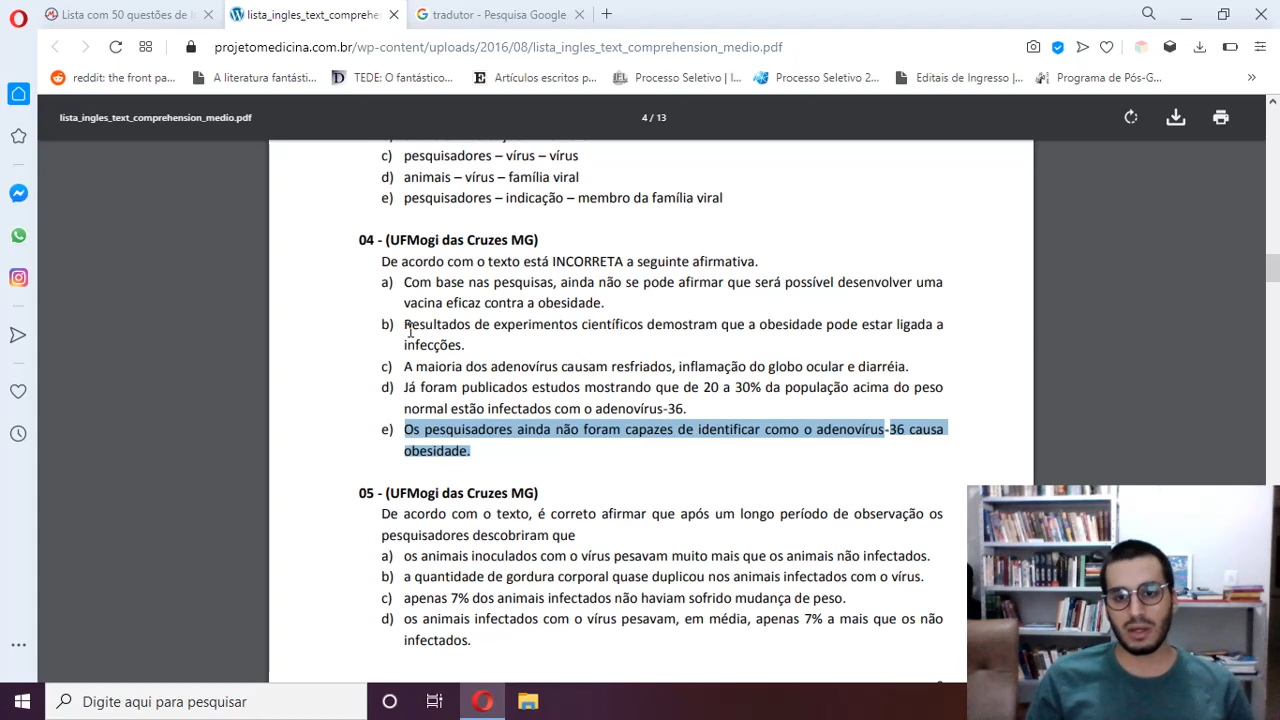 Lista com 50 questões de I
lista_ingles_text_comprehe
tradutor - Pesquisa Google
projetomedicina.com.br/wp-content/uploads/2016/08/lista_ingles_text_comprehension_medio.pdf
reddit: the front pa...
A literatura fantásti...
TEDE: O fantástico...
Artículos escritos p...
Processo Seletivo | I...
Processo Seletivo 2...
Editais de Ingresso |...
Programa de Pós-G...
lista_ingles_text_comprehension_medio.pdf
4 / 13
c) pesquisadores – vírus – vírus
d) animais – vírus – família viral
e) pesquisadores – indicação – membro da família viral
04 - (UFMogi das Cruzes MG)
De acordo com o texto está INCORRETA a seguinte afirmativa.
a) Com base nas pesquisas, ainda não se pode afirmar que será possível desenvolver uma
vacina eficaz contra a obesidade.
b) Resultados de experimentos científicos demostram que a obesidade pode estar ligada a
infecções.
c) A maioria dos adenovírus causam resfriados, inflamação do globo ocular e diarréia.
d) Já foram publicados estudos mostrando que de 20 a 30% da população acima do peso
normal estão infectados com o adenovírus-36.
e) Os pesquisadores ainda não foram capazes de identificar como o adenovírus-36 causa
obesidade.
05 - (UFMogi das Cruzes MG)
De acordo com o texto, é correto afirmar que após um longo período de observação os
pesquisadores descobriram que
a) os animais inoculados com o vírus pesavam muito mais que os animais não infectados.
b) a quantidade de gordura corporal quase duplicou nos animais infectados com o vírus.
c) apenas 7% dos animais infectados não haviam sofrido mudança de peso.
d) os animais infectados com o vírus pesavam, em média, apenas 7% a mais que os não
infectados.
Digite aqui para pesquisar